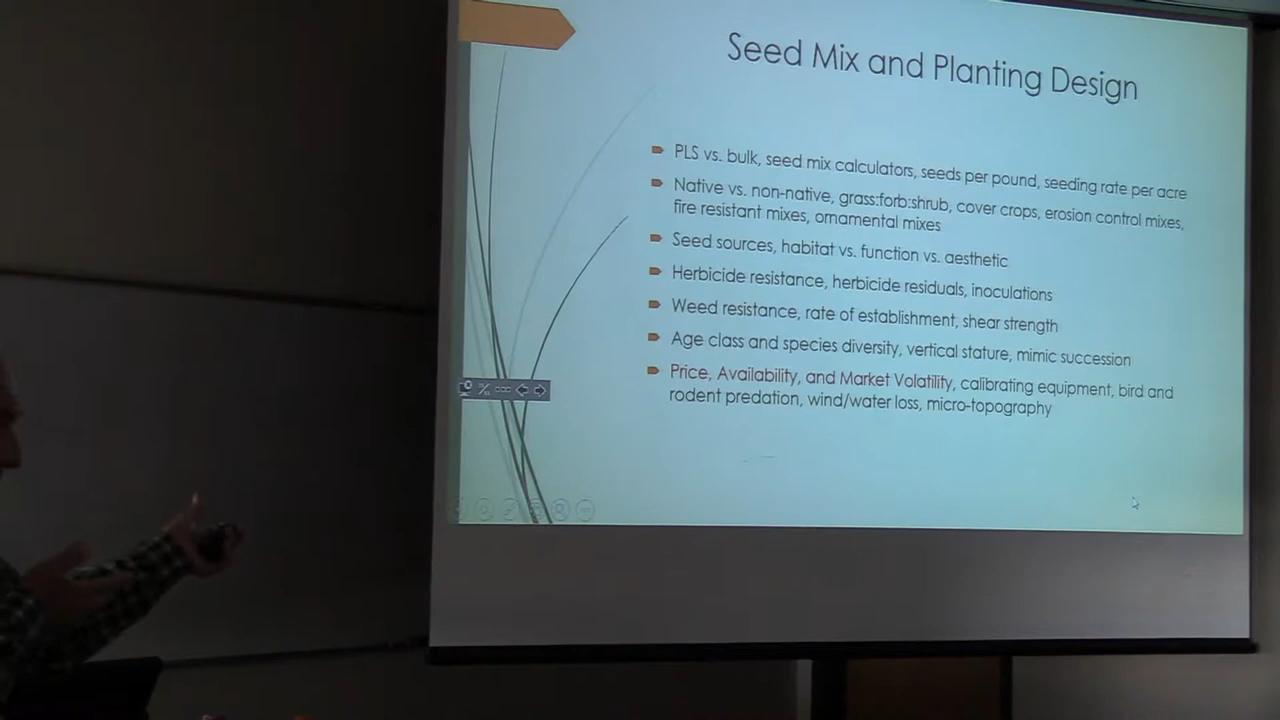 Seed Mix and Planting Design
PLS vs. bulk, seed mix calculators, seeds per pound, seeding rate per acre
Native vs. non-native, grass:forb:shrub, cover crops, erosion control mixes,
fire resistant mixes, ornamental mixes
Seed sources, habitat vs. function vs. aesthetic
Herbicide resistance, herbicide residuals, inoculations
Weed resistance, rate of establishment, shear strength
Age class and species diversity, vertical stature, mimic succession
Price, Availability, and Market Volatility, calibrating equipment, bird and
rodent predation, wind/water loss, micro-topography